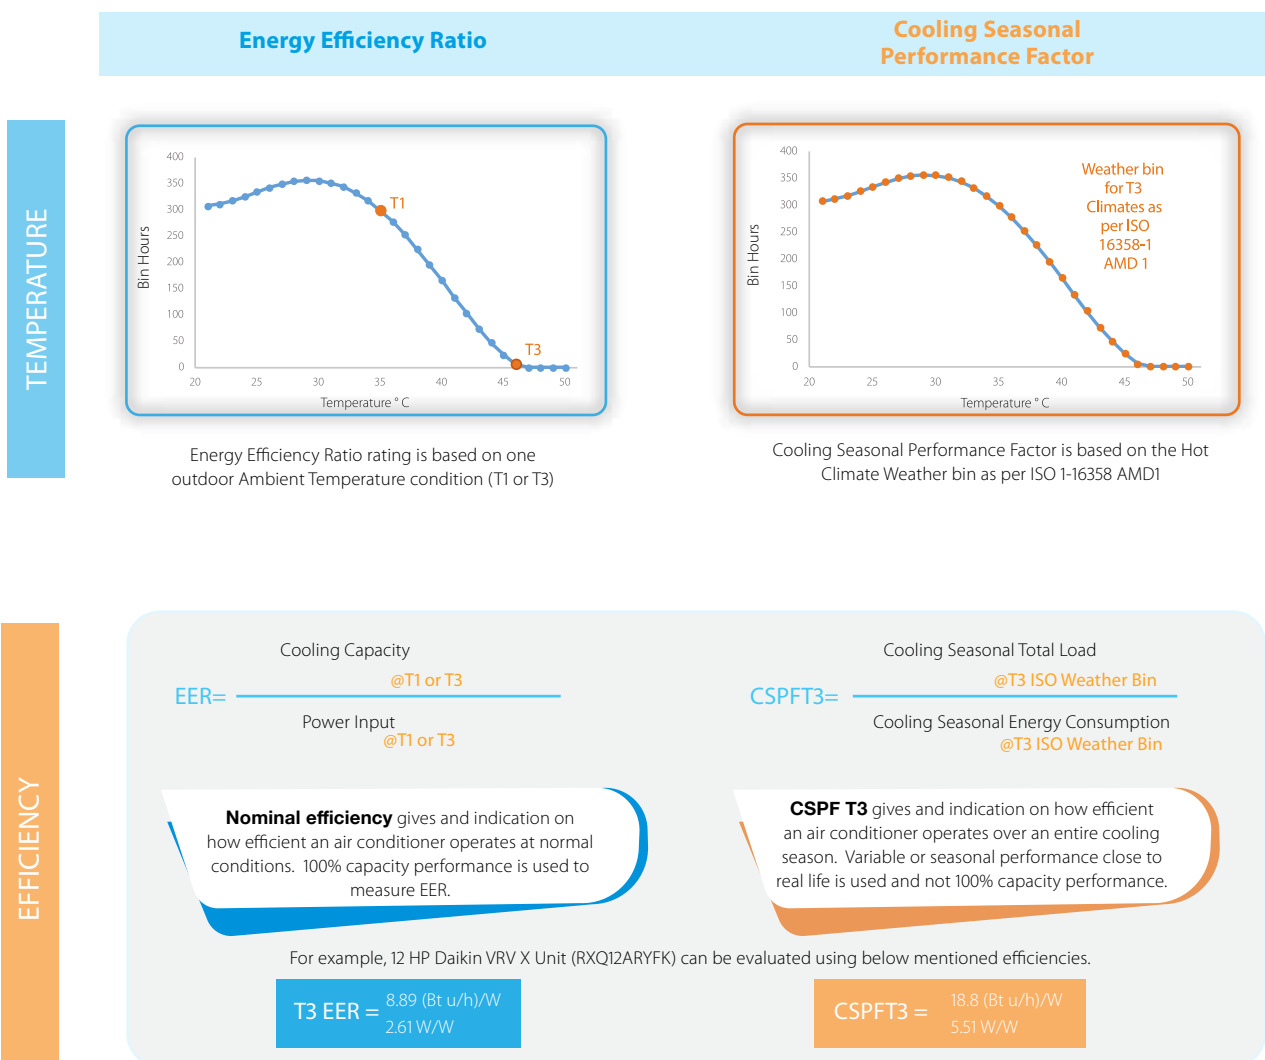 Energy Efficiency Ratio
Cooling Seasonal
Performance Factor
TEMPERATURE
400
350
300
250
200
150
100
50
0
20
25
30
35
40
45
50
Bin Hours
Temperature ° C
T1
T3
Energy Efficiency Ratio rating is based on one
outdoor Ambient Temperature condition (T1 or T3)
400
350
300
250
200
150
100
50
0
20
25
30
35
40
45
50
Bin Hours
Temperature ° C
Weather bin
for T3
Climates as
per ISO
16358-1
AMD 1
Cooling Seasonal Performance Factor is based on the Hot
Climate Weather bin as per ISO 1-16358 AMD1
EFFICIENCY
Cooling Capacity
@T1 or T3
EER=
Power Input
@T1 or T3
Cooling Seasonal Total Load
@T3 ISO Weather Bin
CSPFT3=
Cooling Seasonal Energy Consumption
@T3 ISO Weather Bin
Nominal efficiency gives and indication on
how efficient an air conditioner operates at normal
conditions. 100% capacity performance is used to
measure EER.
CSPF T3 gives and indication on how efficient
an air conditioner operates over an entire cooling
season. Variable or seasonal performance close to
real life is used and not 100% capacity performance.
For example, 12 HP Daikin VRV X Unit (RXQ12ARYFK) can be evaluated using below mentioned efficiencies.
T3 EER = 8.89 (Bt u/h)/W
2.61 W/W
CSPFT3 = 18.8 (Bt u/h)/W
5.51 W/W